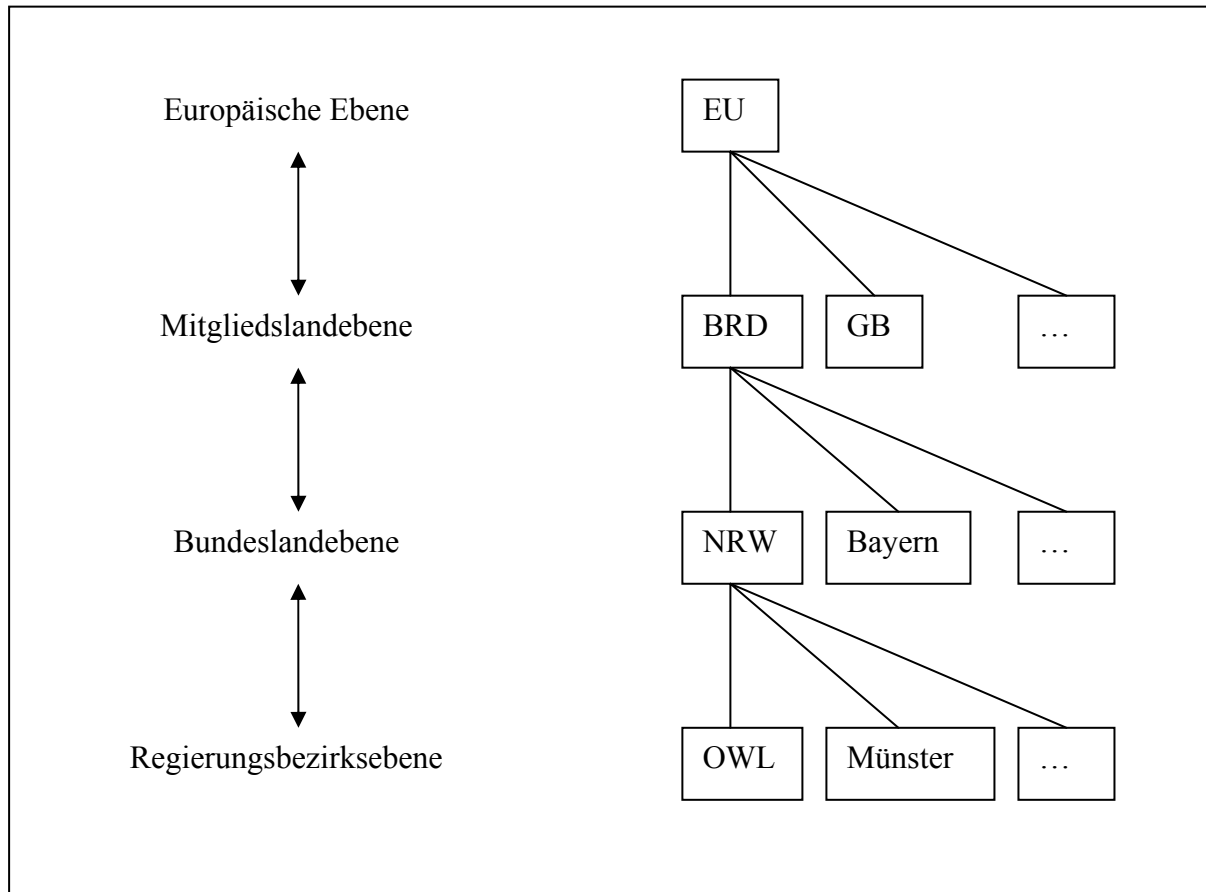 Europäische Ebene
EU
Mitgliedslandebene
BRD
GB
…
Bundeslandebene
NRW
Bayern
…
Regierungsbezirksebene
OWL
Münster
…